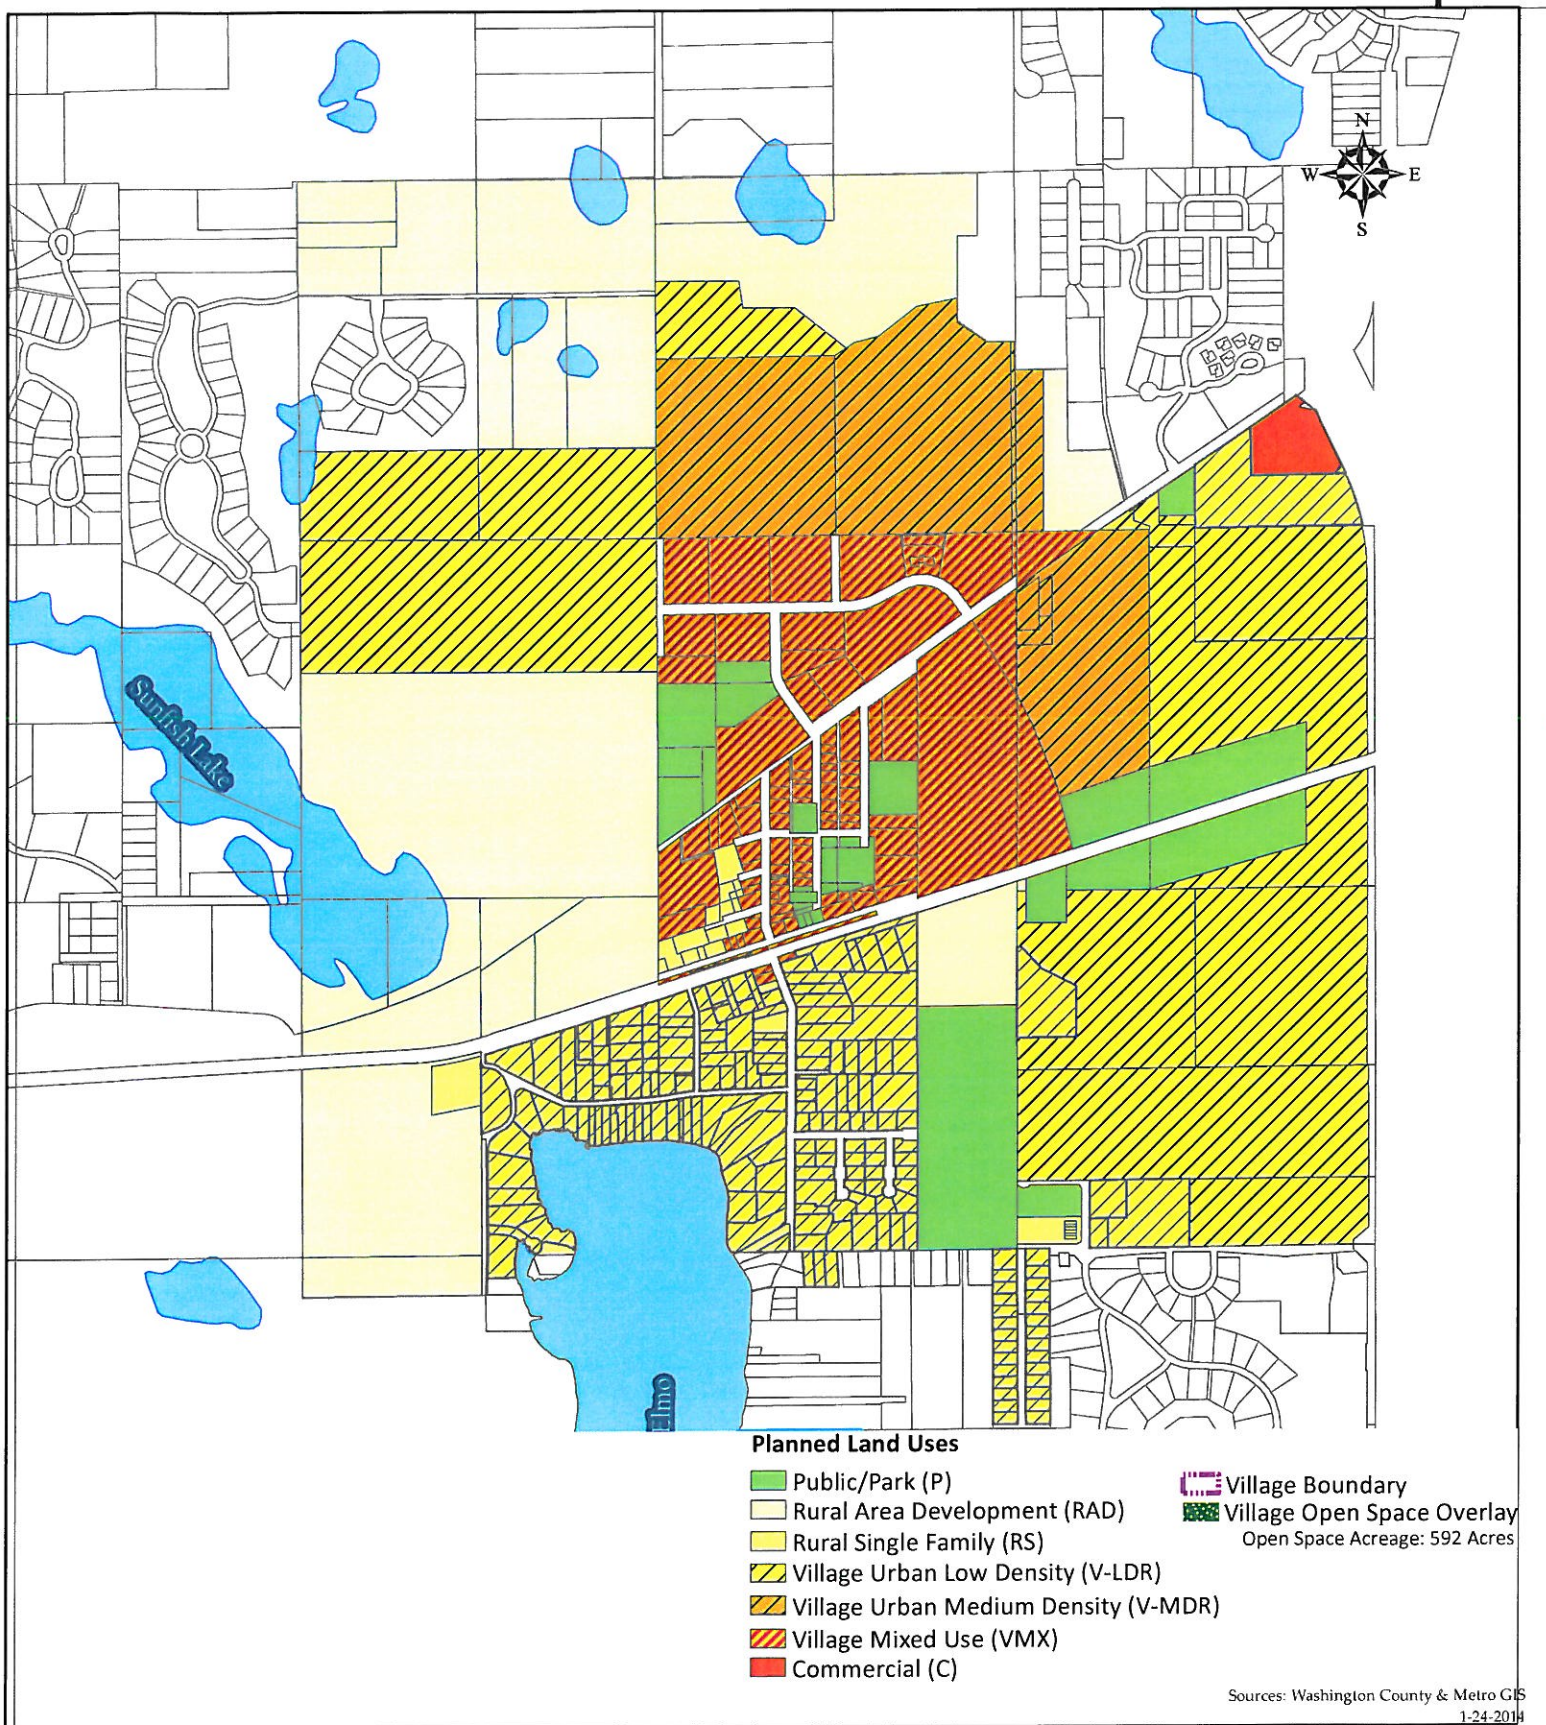 N
W E
S
Sunfish Lake
Elmo
Planned Land Uses
Public/Park (P)
Rural Area Development (RAD)
Rural Single Family (RS)
Village Urban Low Density (V-LDR)
Village Urban Medium Density (V-MDR)
Village Mixed Use (VMX)
Commercial (C)
Village Boundary
Village Open Space Overlay
Open Space Acreage: 592 Acres
Sources: Washington County & Metro GIS
1-24-2014